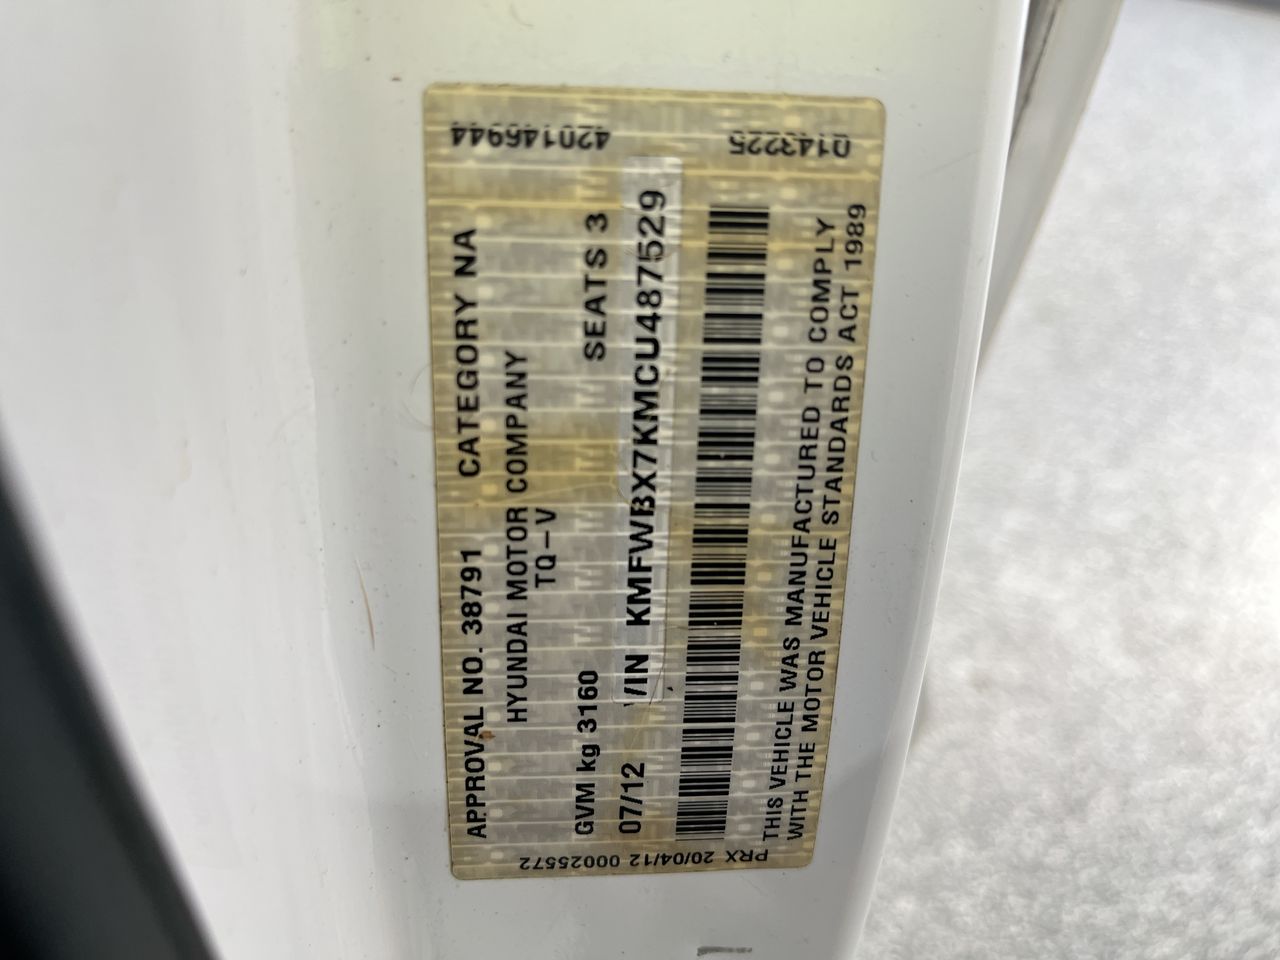 APPROVAL NO. 38791 CATEGORY NA
HYUNDAI MOTOR COMPANY
TQ-V
GVM kg 3160 SEATS 3
07/12 VIN KMFWBX7KMCU487529
THIS VEHICLE WAS MANUFACTURED TO COMPLY
WITH THE MOTOR VEHICLE STANDARDS ACT 1989
420146944
0143225
PRX 20/04/12 00025572